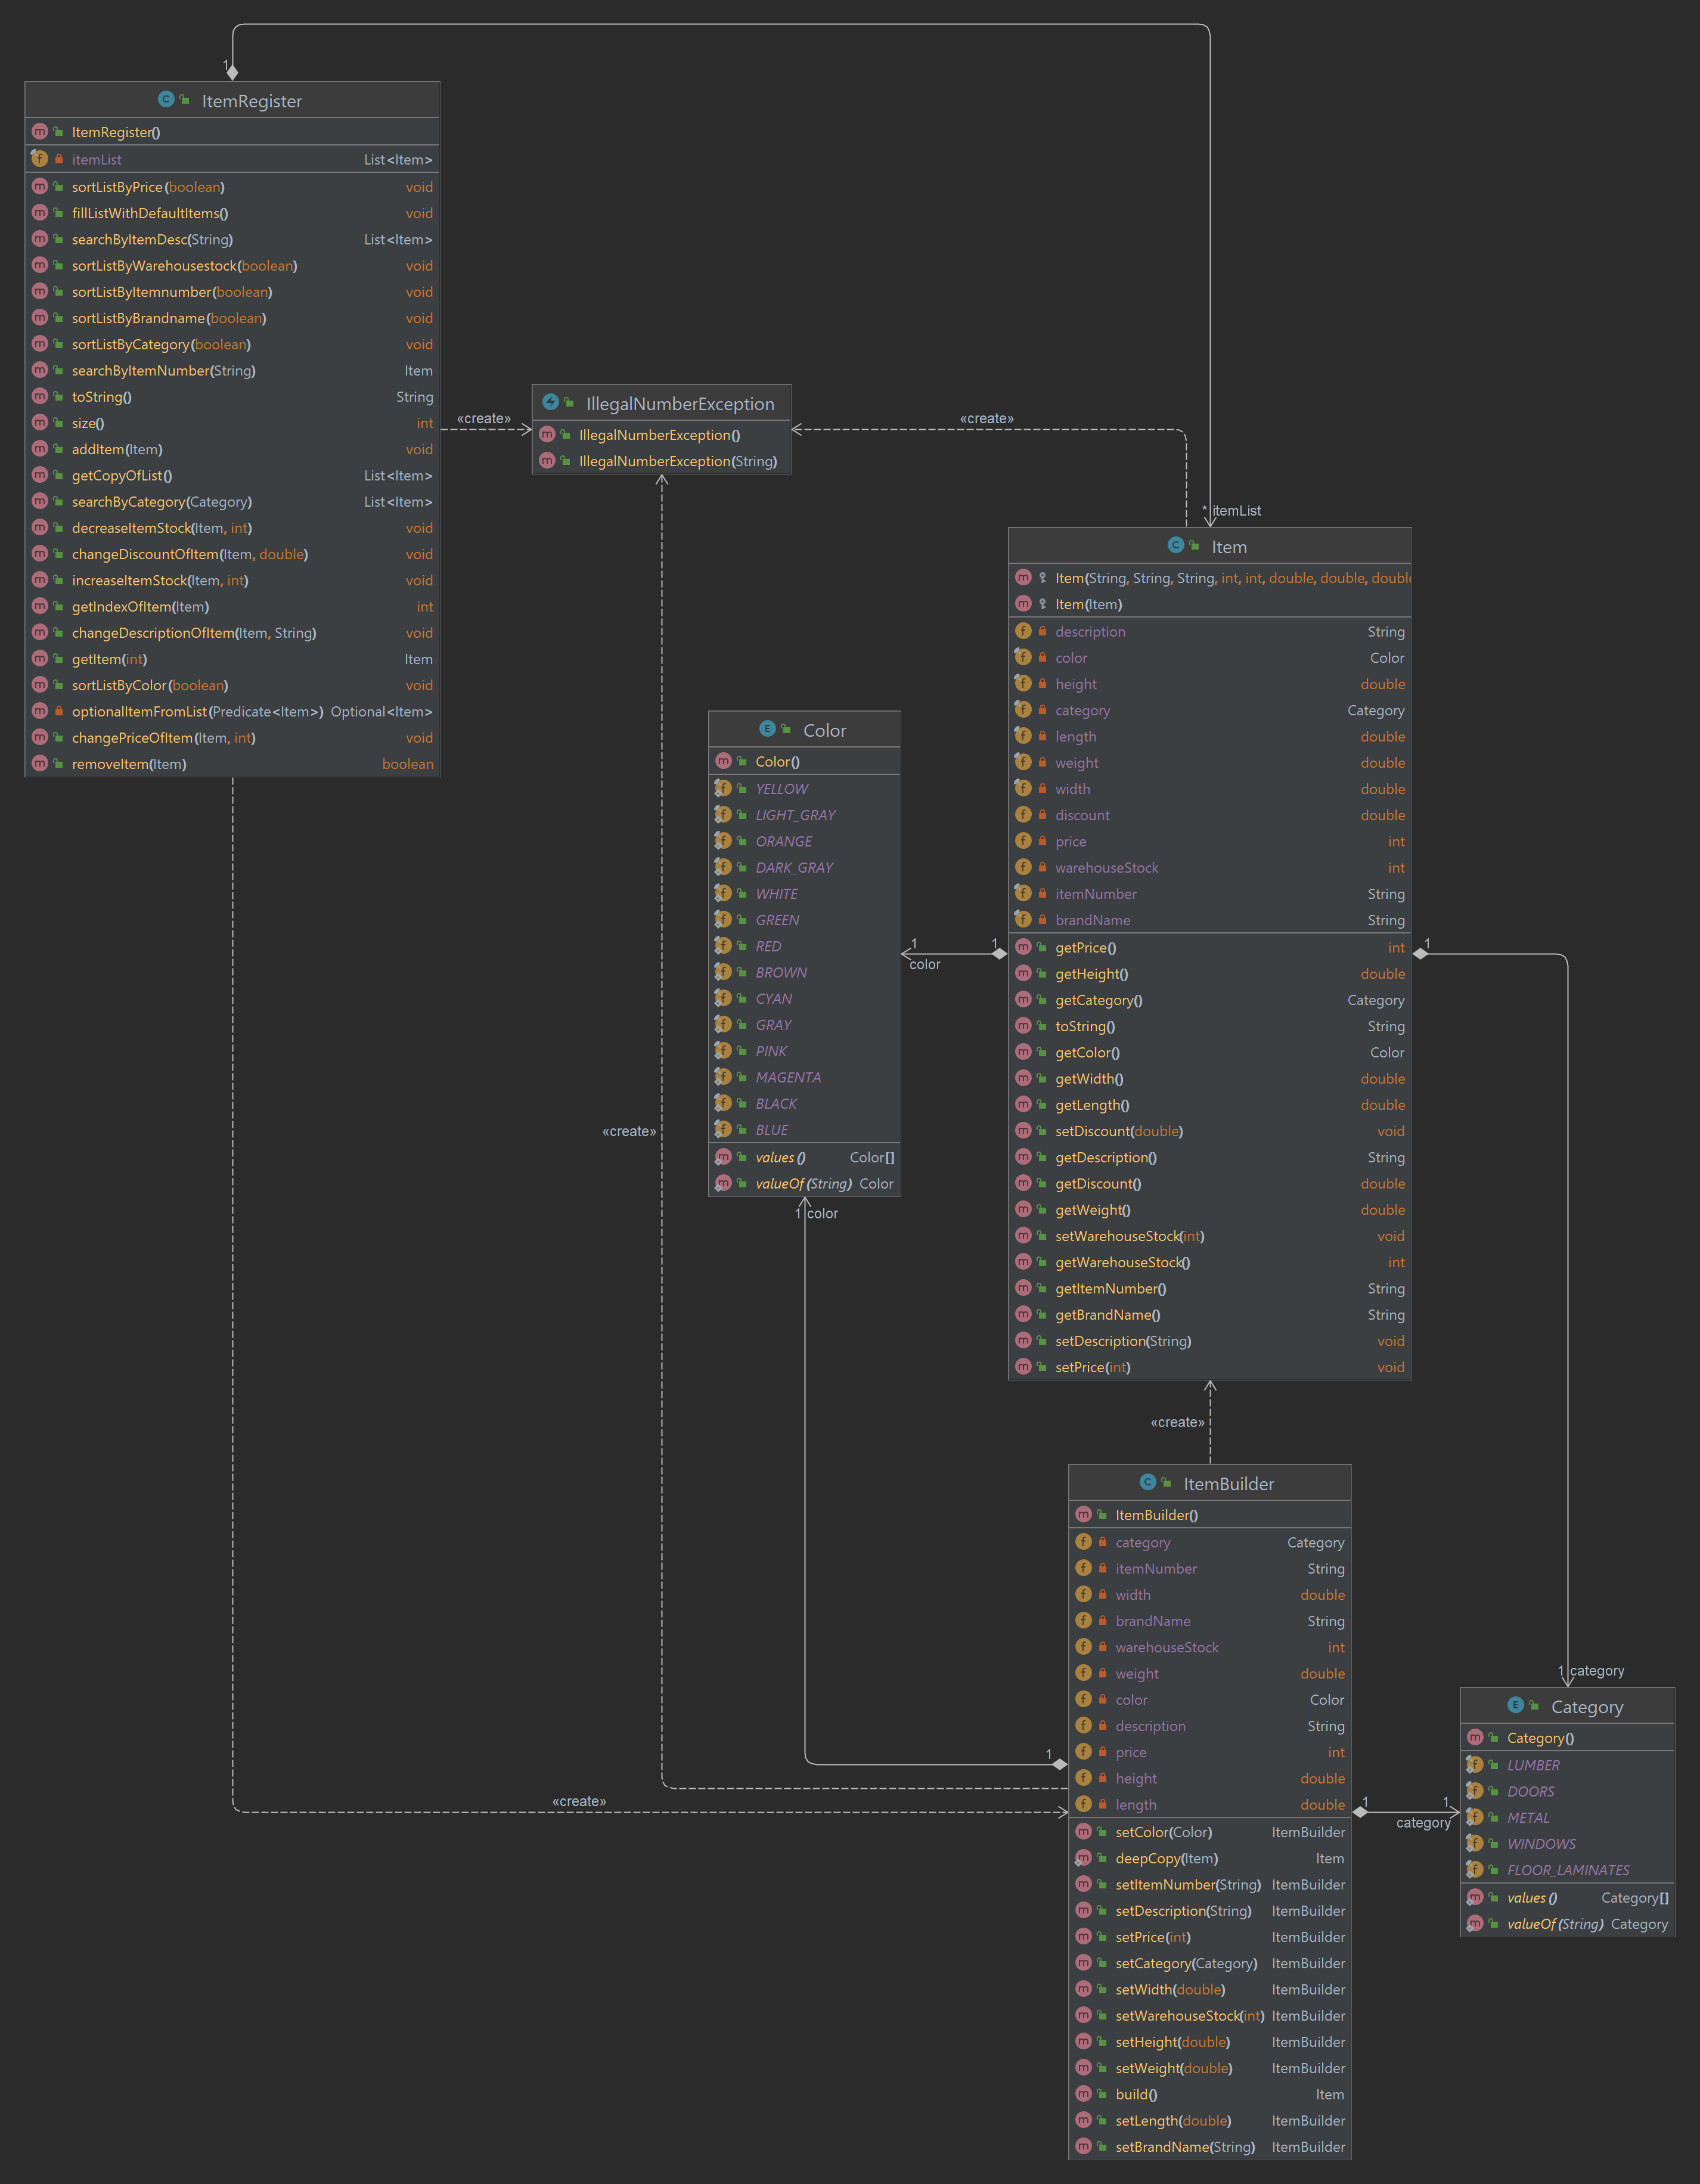 1
ItemRegister
ItemRegister()
itemList List<Item>
sortListByPrice(boolean) void
fillListWithDefaultItems() void
searchByItemDesc(String) List<Item>
sortListByWarehousestock(boolean) void
sortListByItemnumber(boolean) void
sortListByBrandname(boolean) void
sortListByCategory(boolean) void
searchByItemNumber(String) Item
toString() String
size() int
addItem(Item) void
getCopyOfList() List<Item>
searchByCategory(Category) List<Item>
decreaseItemStock(Item, int) void
changeDiscountOfItem(Item, double) void
increaseItemStock(Item, int) void
getIndexOfItem(Item) int
changeDescriptionOfItem(Item, String) void
getItem(int) Item
sortListByColor(boolean) void
optionalItemFromList(Predicate<Item>) Optional<Item>
changePriceOfItem(Item, int) void
removeItem(Item) boolean
«create»
IllegalNumberException
IllegalNumberException()
IllegalNumberException(String)
«create»
* itemList
Item
Item(String, String, String, int, int, double, double, double
Item(Item)
description String
color Color
height double
category Category
length double
weight double
width double
discount double
price int
warehouseStock int
itemNumber String
brandName String
getPrice() int
getHeight() double
getCategory() Category
toString() String
getColor() Color
getWidth() double
getLength() double
setDiscount(double) void
getDescription() String
getDiscount() double
getWeight() double
setWarehouseStock(int) void
getWarehouseStock() int
getItemNumber() String
getBrandName() String
setDescription(String) void
setPrice(int) void
Color
Color()
YELLOW
LIGHT_GRAY
ORANGE
DARK_GRAY
WHITE
GREEN
RED
BROWN
CYAN
GRAY
PINK
MAGENTA
BLACK
BLUE
values() Color[]
valueOf(String) Color
1 1
color
1
«create»
1 color
«create»
ItemBuilder
ItemBuilder()
category Category
itemNumber String
width double
brandName String
warehouseStock int
weight double
color Color
description String
price int
height double
length double
setColor(Color) ItemBuilder
deepCopy(Item) Item
setItemNumber(String) ItemBuilder
setDescription(String) ItemBuilder
setPrice(int) ItemBuilder
setCategory(Category) ItemBuilder
setWidth(double) ItemBuilder
setWarehouseStock(int) ItemBuilder
setHeight(double) ItemBuilder
setWeight(double) ItemBuilder
build() Item
setLength(double) ItemBuilder
setBrandName(String) ItemBuilder
1
«create»
1 1
category
1 category
Category
Category()
LUMBER
DOORS
METAL
WINDOWS
FLOOR_LAMINATES
values() Category[]
valueOf(String) Category